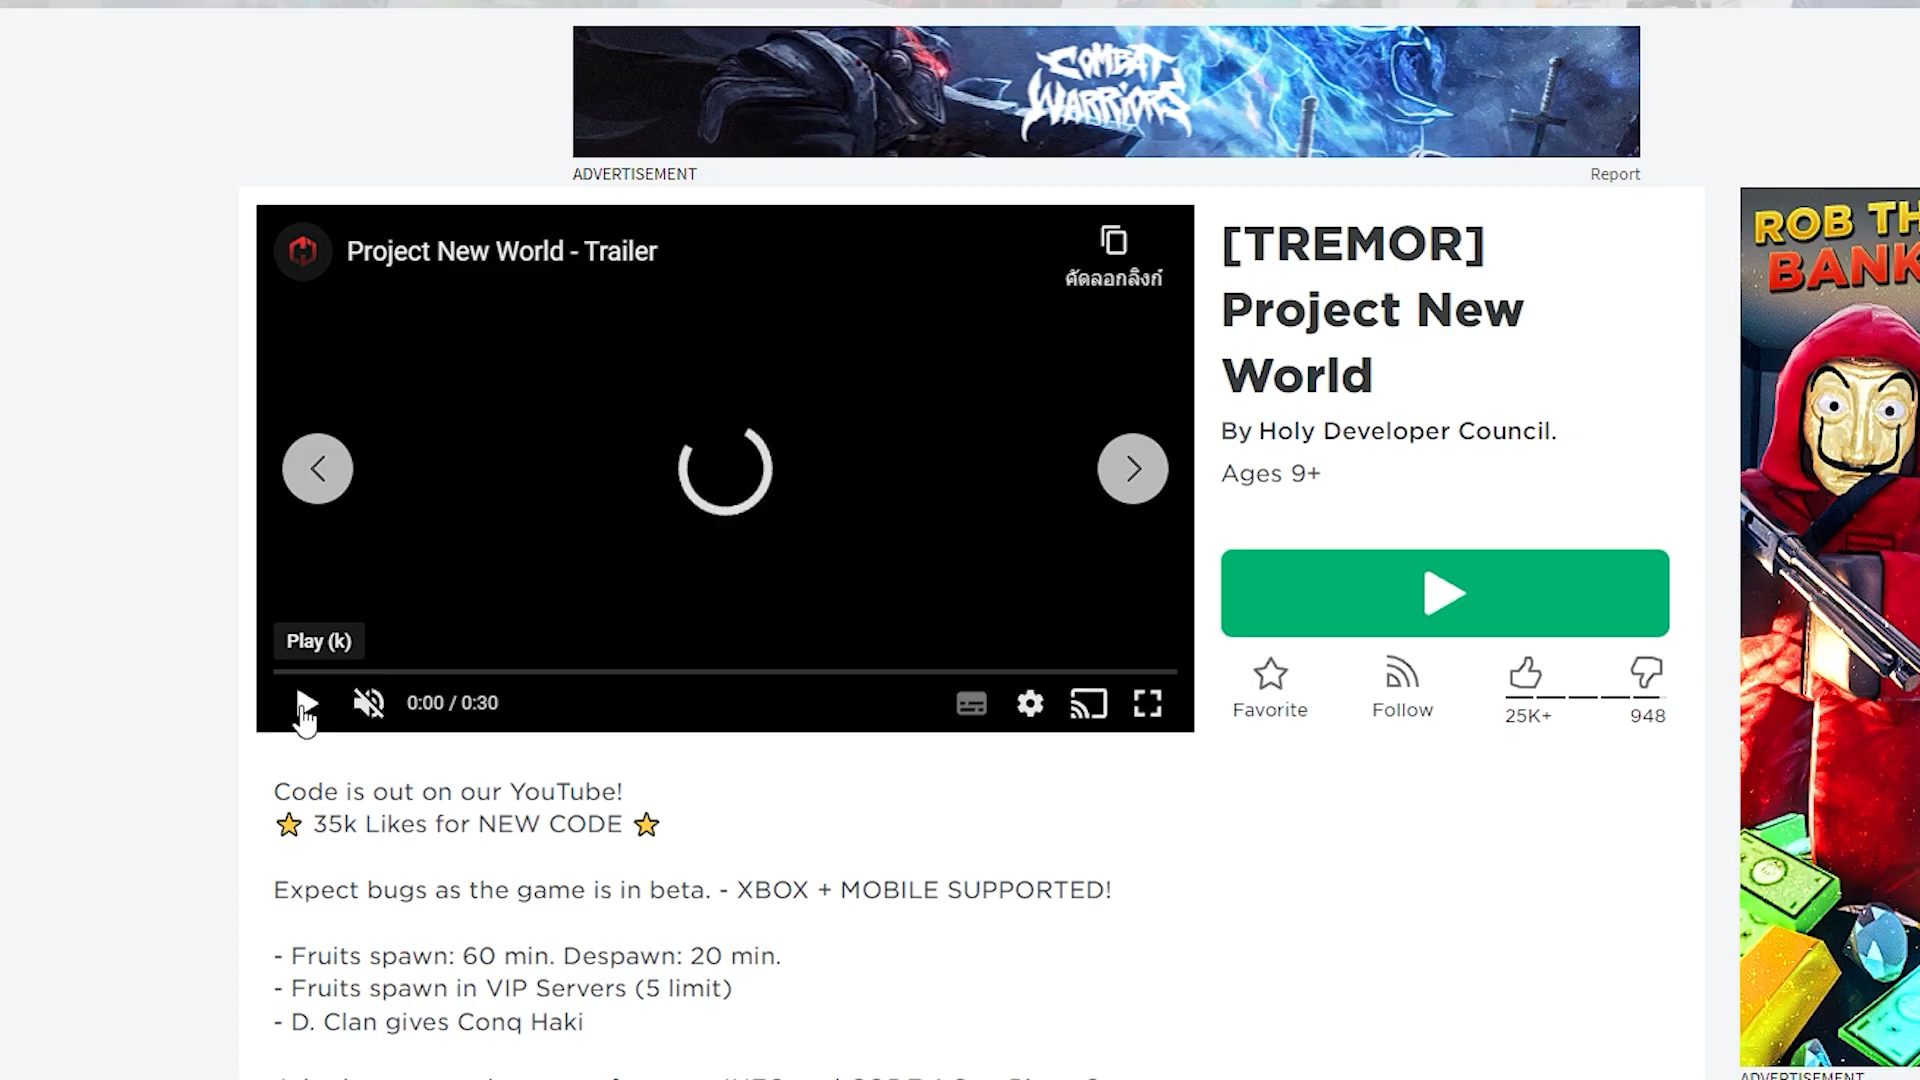 COMBAT
WARRIORS
ADVERTISEMENT
Report
Project New World - Trailer
คัดลอกลิงก์
Play (k)
0:00 / 0:30
[TREMOR]
Project New
World
By Holy Developer Council.
Ages 9+
Favorite
Follow
25K+
948
ROB TH
BANK
Code is out on our YouTube!
⭐ 35k Likes for NEW CODE ⭐
Expect bugs as the game is in beta. - XBOX + MOBILE SUPPORTED!
- Fruits spawn: 60 min. Despawn: 20 min.
- Fruits spawn in VIP Servers (5 limit)
- D. Clan gives Conq Haki
ADVERTISEMENT